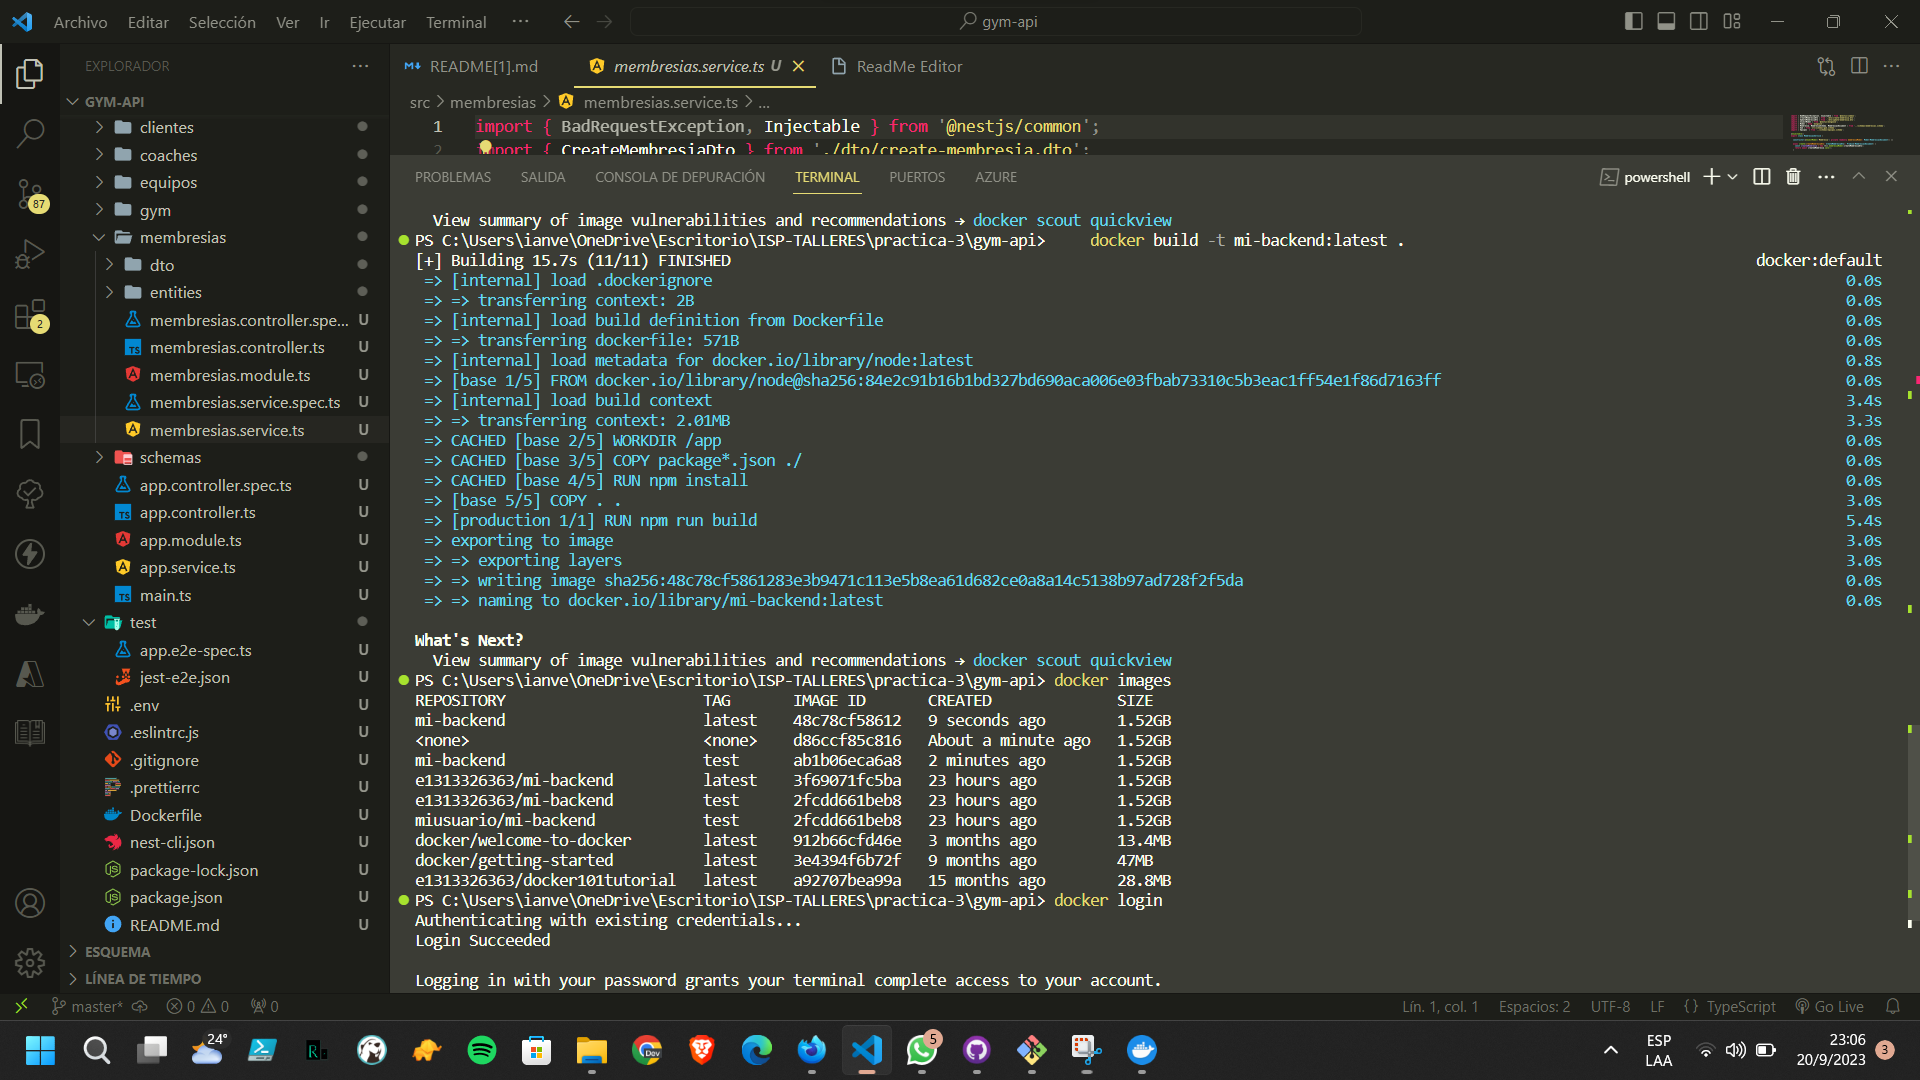 Archivo Editar Selección Ver Ir Ejecutar Terminal ··· gym-api
EXPLORADOR ···
GYM-API
clientes
coaches
equipos
gym
membresias
dto
entities
membresias.controller.spe... U
membresias.controller.ts U
membresias.module.ts U
membresias.service.spec.ts U
membresias.service.ts U
schemas
app.controller.spec.ts U
app.controller.ts U
app.module.ts U
app.service.ts U
main.ts U
test
app.e2e-spec.ts U
jest-e2e.json U
.env U
.eslintrc.js U
.gitignore U
.prettierrc U
Dockerfile U
nest-cli.json U
package-lock.json U
package.json U
README.md U
ESQUEMA
LÍNEA DE TIEMPO
87
2
README[1].md membresias.service.ts U ReadMe Editor
src > membresias > membresias.service.ts > ...
1 import { BadRequestException, Injectable } from '@nestjs/common';
2 import { CreateMembresiaDto } from './dto/create-membresia.dto';
PROBLEMAS SALIDA CONSOLA DE DEPURACIÓN TERMINAL PUERTOS AZURE powershell
View summary of image vulnerabilities and recommendations → docker scout quickview
PS C:\Users\ianve\OneDrive\Escritorio\ISP-TALLERES\practica-3\gym-api> docker build -t mi-backend:latest .
[+] Building 15.7s (11/11) FINISHED docker:default
=> [internal] load .dockerignore 0.0s
=> => transferring context: 2B 0.0s
=> [internal] load build definition from Dockerfile 0.0s
=> => transferring dockerfile: 571B 0.0s
=> [internal] load metadata for docker.io/library/node:latest 0.8s
=> [base 1/5] FROM docker.io/library/node@sha256:84e2c91b16b1bd327bd690aca006e03fbab73310c5b3eac1ff54e1f86d7163ff 0.0s
=> [internal] load build context 3.4s
=> => transferring context: 2.01MB 3.3s
=> CACHED [base 2/5] WORKDIR /app 0.0s
=> CACHED [base 3/5] COPY package*.json ./ 0.0s
=> CACHED [base 4/5] RUN npm install 0.0s
=> [base 5/5] COPY . . 3.0s
=> [production 1/1] RUN npm run build 5.4s
=> exporting to image 3.0s
=> => exporting layers 3.0s
=> => writing image sha256:48c78cf5861283e3b9471c113e5b8ea61d682ce0a8a14c5138b97ad728f2f5da 0.0s
=> => naming to docker.io/library/mi-backend:latest 0.0s
What's Next?
View summary of image vulnerabilities and recommendations → docker scout quickview
PS C:\Users\ianve\OneDrive\Escritorio\ISP-TALLERES\practica-3\gym-api> docker images
REPOSITORY TAG IMAGE ID CREATED SIZE
mi-backend latest 48c78cf58612 9 seconds ago 1.52GB
<none> <none> d86ccf85c816 About a minute ago 1.52GB
mi-backend test ab1b06eca6a8 2 minutes ago 1.52GB
e1313326363/mi-backend latest 3f69071fc5ba 23 hours ago 1.52GB
e1313326363/mi-backend test 2fcdd661beb8 23 hours ago 1.52GB
miusuario/mi-backend test 2fcdd661beb8 23 hours ago 1.52GB
docker/welcome-to-docker latest 912b66cfd46e 3 months ago 13.4MB
docker/getting-started latest 3e4394f6b72f 9 months ago 47MB
e1313326363/docker101tutorial latest a92707bea99a 15 months ago 28.8MB
PS C:\Users\ianve\OneDrive\Escritorio\ISP-TALLERES\practica-3\gym-api> docker login
Authenticating with existing credentials...
Login Succeeded
Logging in with your password grants your terminal complete access to your account.
master* 0 0 0 Lín. 1, col. 1 Espacios: 2 UTF-8 LF {} TypeScript Go Live
24° Dev 5 ESP LAA 23:06 20/9/2023 3